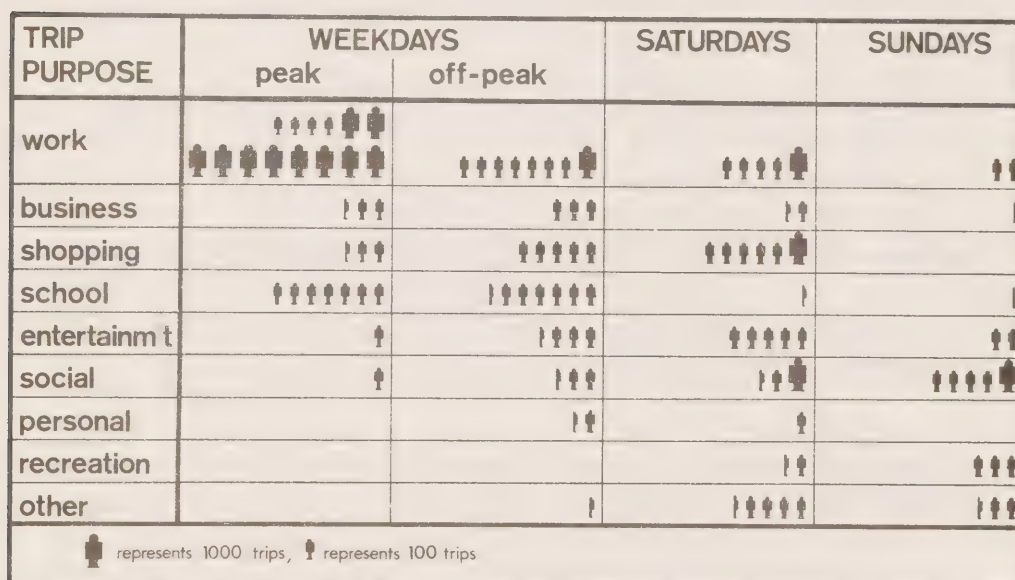 TRIP PURPOSE
WEEKDAYS
SATURDAYS
SUNDAYS
peak
off-peak
work
business
shopping
school
entertainm t
social
personal
recreation
other
represents 1000 trips, represents 100 trips